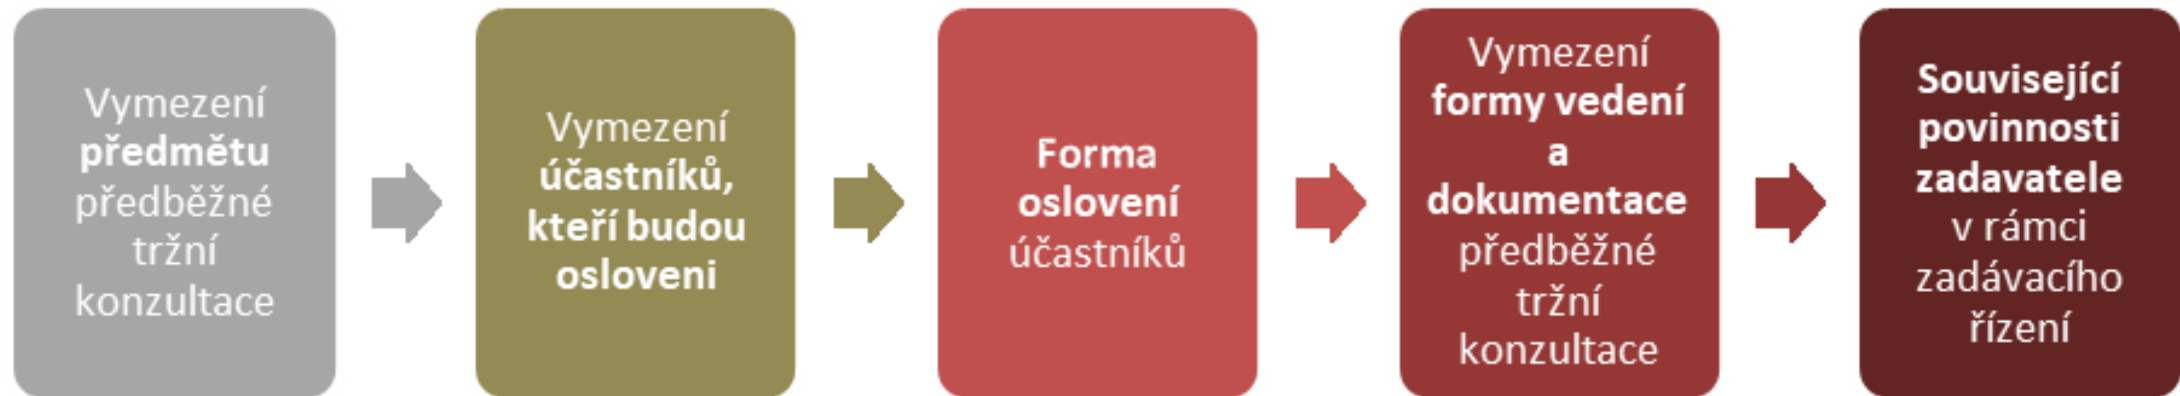 Vymezení
předmětu
předběžné
tržní
konzultace
Vymezení
účastníků,
kteří budou
osloveni
Forma
oslovení
účastníků
Vymezení
formy vedení
a
dokumentace
předběžné
tržní
konzultace
Související
povinnosti
zadavatele
v rámci
zadávacího
řízení